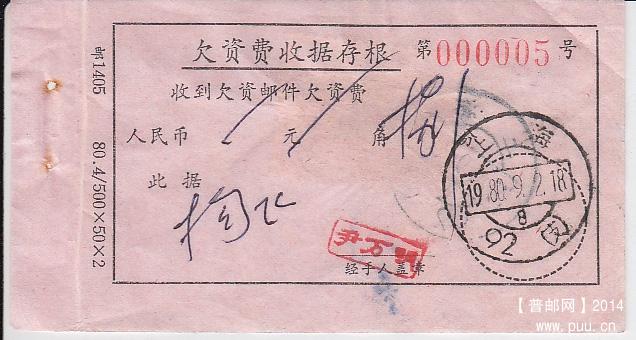 欠资费收据存根 第000005号
收到欠资邮件欠资费
人民币 元 角
此据
经手人盖章
邮1405 80.4/500×50×2
上海
1980.9.2.18
8
92(支)
尹万
【普邮网】2014
www.puu.cn